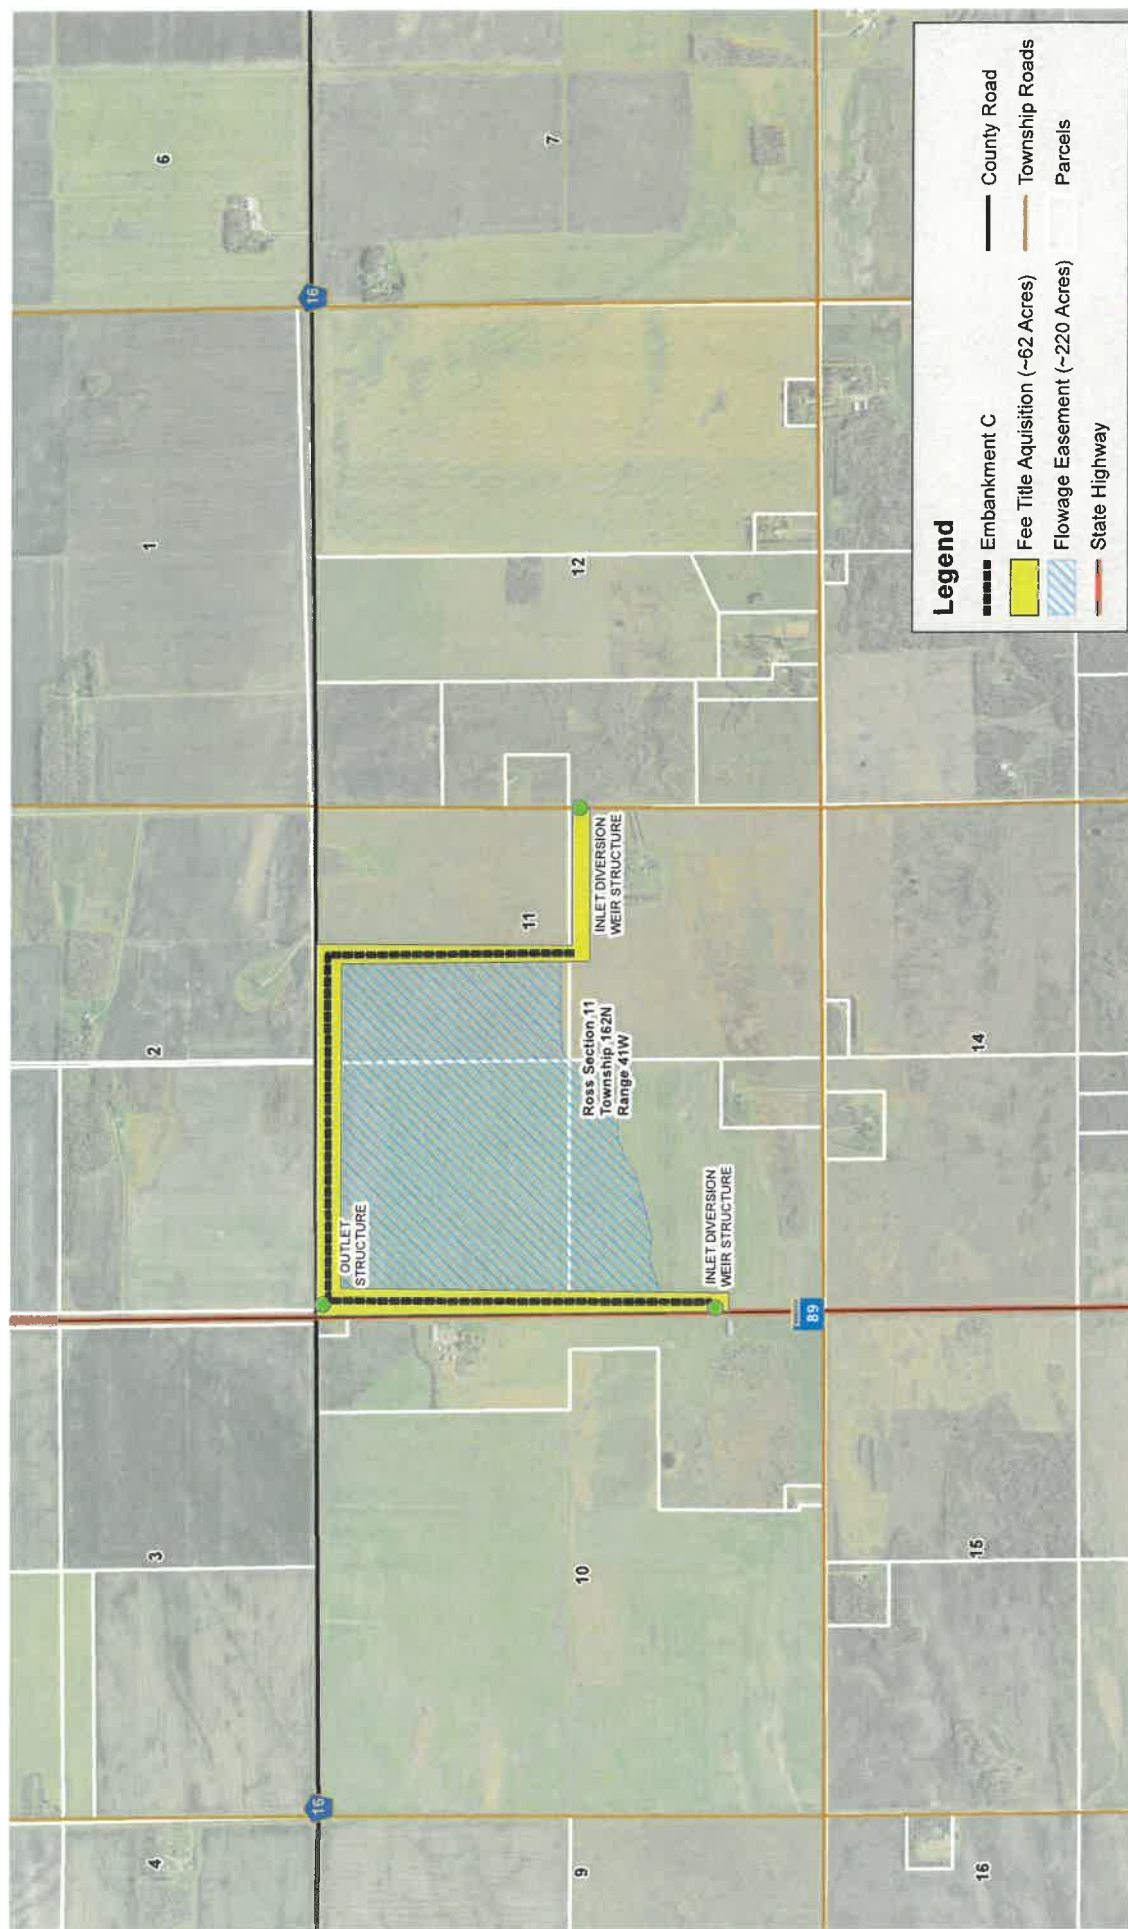 4
3
2
1
6
16
16
OUTLET
STRUCTURE
11
7
9
10
12
Ross Section 11
Township 162N
Range 41W
INLET DIVERSION
WEIR STRUCTURE
INLET DIVERSION
WEIR STRUCTURE
89
16
15
14
Legend
Embankment C
Fee Title Aquisition (~62 Acres)
Flowage Easement (~220 Acres)
State Highway
County Road
Township Roads
Parcels